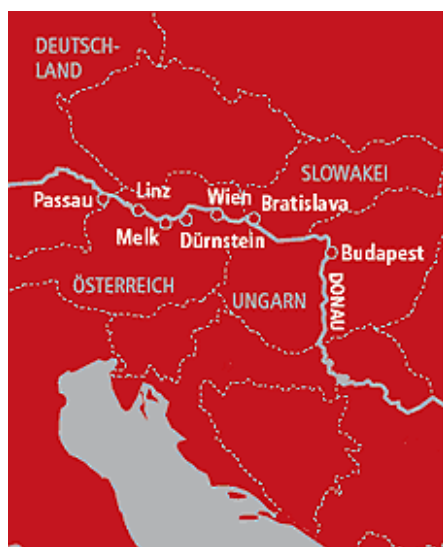 DEUTSCH-
LAND
SLOWAKEI
Passau
Linz
Wien
Bratislava
Melk
Dürnstein
Budapest
ÖSTERREICH
UNGARN
DONAU